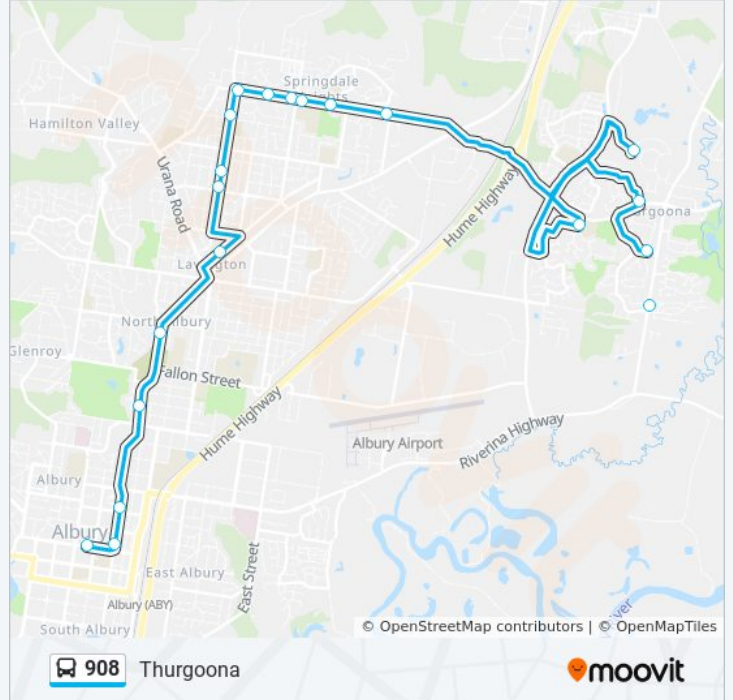 Springdale
Heights
Hamilton Valley
Urana Road
Hume Highway
Lavington
North Albury
Glenroy
Fallon Street
Hume Highway
Albury Airport
Riverina Highway
Albury
Albury
East Street
East Albury
Albury (ABY)
South Albury
© OpenStreetMap contributors | © OpenMapTiles
908 Thurgoona
moovit